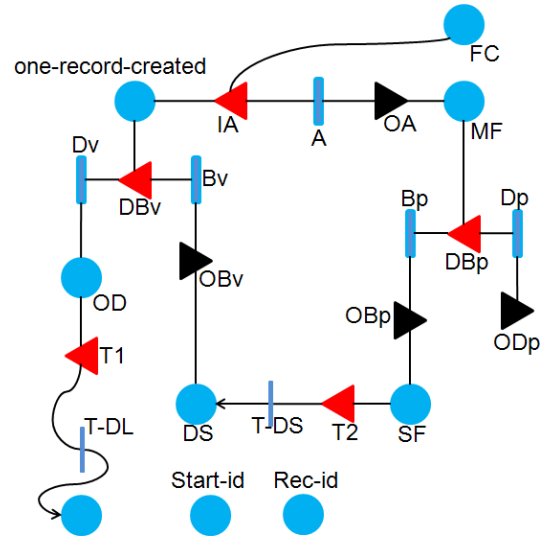 FC
one-record-created
IA
A
OA
MF
Dv
Bv
DBv
Bp
Dp
DBp
OBv
OD
OBp
ODp
T1
T-DL
DS
T-DS
T2
SF
Start-id
Rec-id